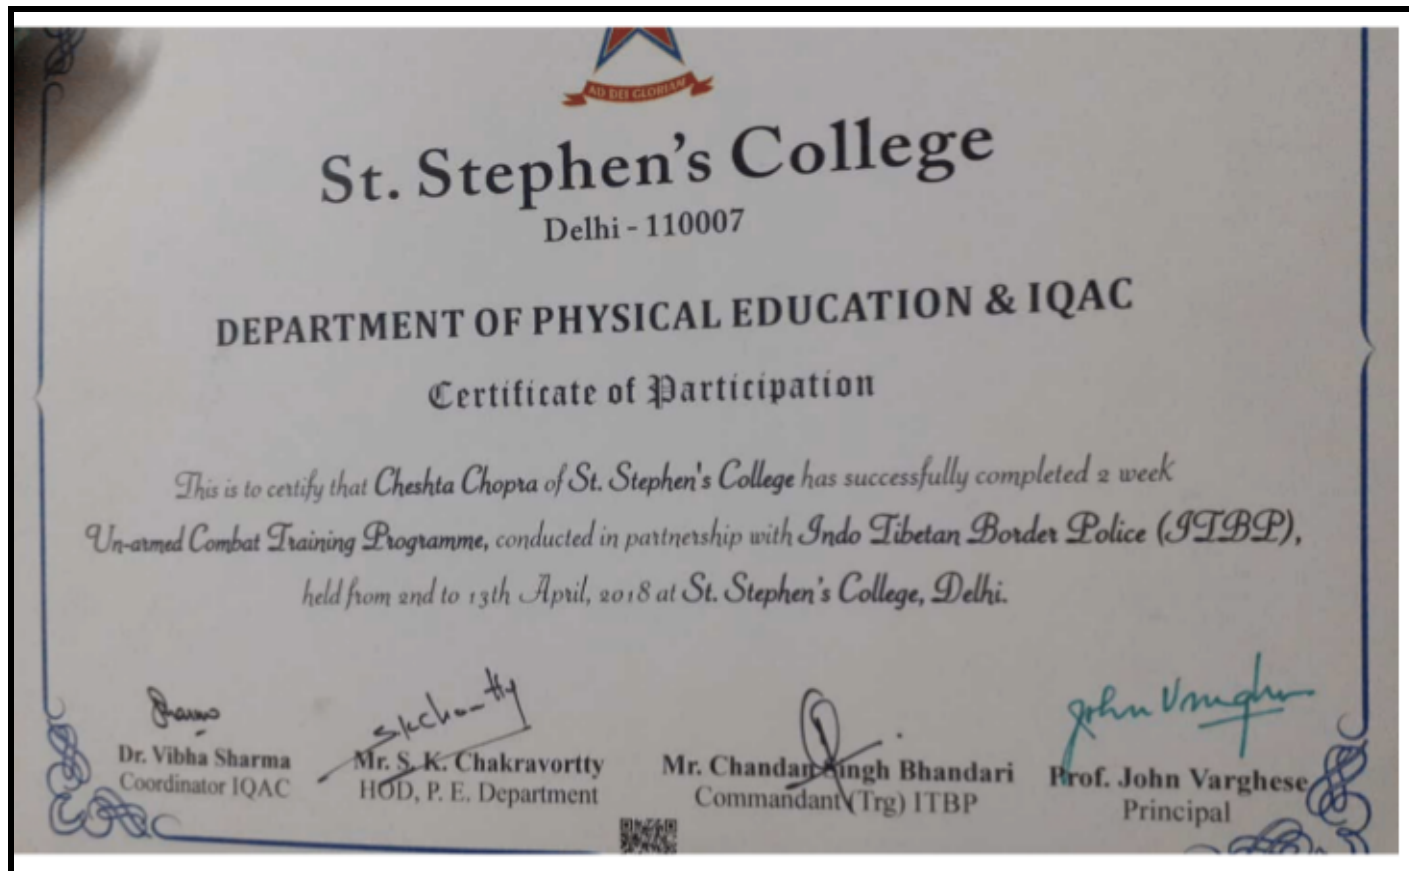 AD DEI GLORIAM
St. Stephen's College
Delhi - 110007
DEPARTMENT OF PHYSICAL EDUCATION & IQAC
Certificate of Participation
This is to certify that Cheshta Chopra of St. Stephen's College has successfully completed 2 week
Un-armed Combat Training Programme, conducted in partnership with Indo Tibetan Border Police (ITBP),
held from 2nd to 13th April, 2018 at St. Stephen's College, Delhi.
John Varghese
Dr. Vibha Sharma Mr. S. K. Chakravortty Mr. Chandan Singh Bhandari Prof. John Varghese
Coordinator IQAC HOD, P. E. Department Commandant (Trg) ITBP Principal